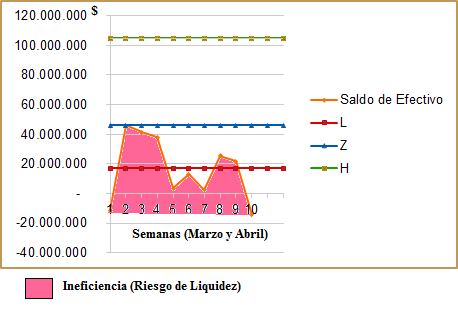 $
120.000.000
100.000.000
80.000.000
60.000.000
40.000.000
20.000.000
-
-20.000.000
-40.000.000
1 2 3 4 5 6 7 8 9 10
Semanas (Marzo y Abril)
Saldo de Efectivo
L
Z
H
Ineficiencia (Riesgo de Liquidez)